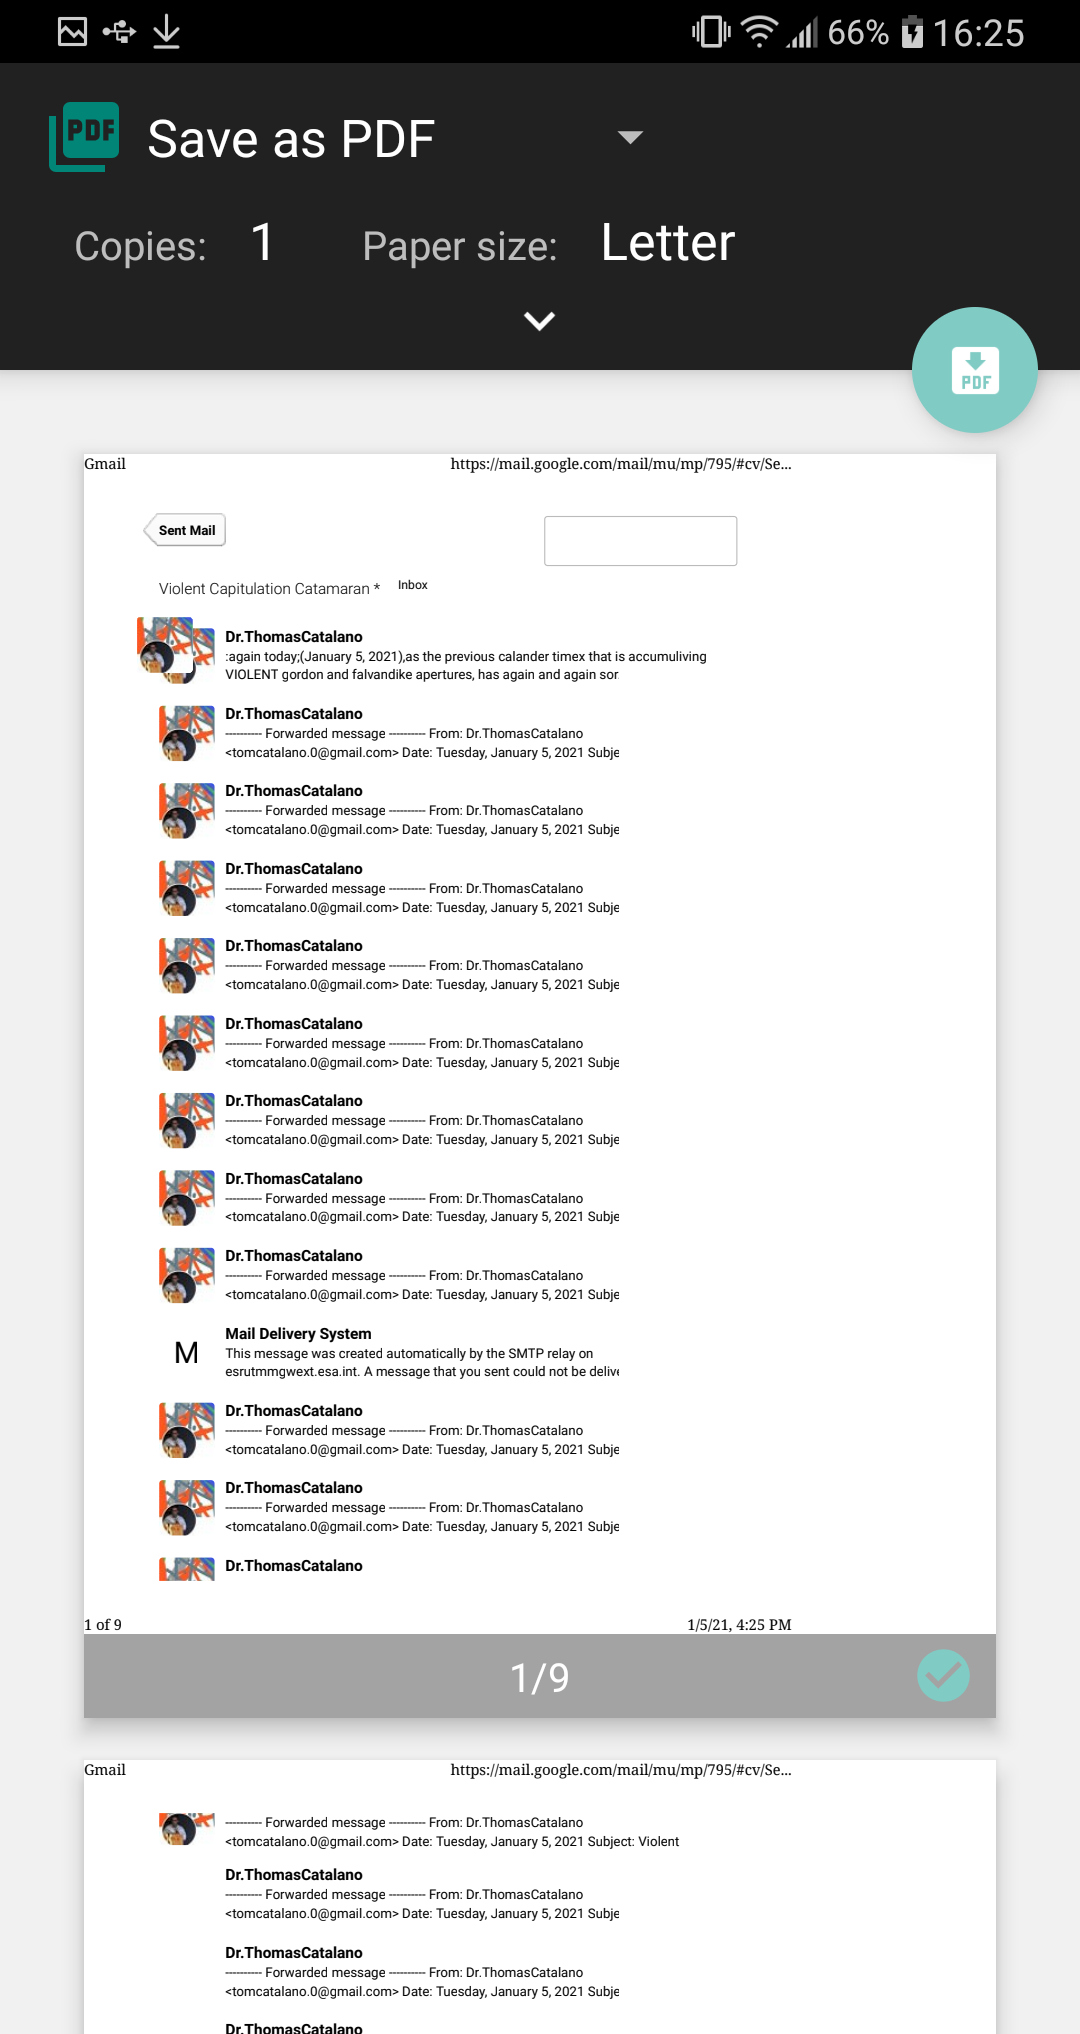 66% 16:25
PDF Save as PDF
Copies: 1 Paper size: Letter
PDF
Gmail https://mail.google.com/mail/mu/mp/795/#cv/Se...
Sent Mail
Violent Capitulation Catamaran * Inbox
Dr.ThomasCatalano
:again today;(January 5, 2021),as the previous calander timex that is accumuliving
VIOLENT gordon and falvandike apertures, has again and again sor
Dr.ThomasCatalano
---------- Forwarded message ---------- From: Dr.ThomasCatalano
<tomcatalano.0@gmail.com> Date: Tuesday, January 5, 2021 Subje
Dr.ThomasCatalano
---------- Forwarded message ---------- From: Dr.ThomasCatalano
<tomcatalano.0@gmail.com> Date: Tuesday, January 5, 2021 Subje
Dr.ThomasCatalano
---------- Forwarded message ---------- From: Dr.ThomasCatalano
<tomcatalano.0@gmail.com> Date: Tuesday, January 5, 2021 Subje
Dr.ThomasCatalano
---------- Forwarded message ---------- From: Dr.ThomasCatalano
<tomcatalano.0@gmail.com> Date: Tuesday, January 5, 2021 Subje
Dr.ThomasCatalano
---------- Forwarded message ---------- From: Dr.ThomasCatalano
<tomcatalano.0@gmail.com> Date: Tuesday, January 5, 2021 Subje
Dr.ThomasCatalano
---------- Forwarded message ---------- From: Dr.ThomasCatalano
<tomcatalano.0@gmail.com> Date: Tuesday, January 5, 2021 Subje
Dr.ThomasCatalano
---------- Forwarded message ---------- From: Dr.ThomasCatalano
<tomcatalano.0@gmail.com> Date: Tuesday, January 5, 2021 Subje
Dr.ThomasCatalano
---------- Forwarded message ---------- From: Dr.ThomasCatalano
<tomcatalano.0@gmail.com> Date: Tuesday, January 5, 2021 Subje
Mail Delivery System
M This message was created automatically by the SMTP relay on
esrutmmgwext.esa.int. A message that you sent could not be delive
Dr.ThomasCatalano
---------- Forwarded message ---------- From: Dr.ThomasCatalano
<tomcatalano.0@gmail.com> Date: Tuesday, January 5, 2021 Subje
Dr.ThomasCatalano
---------- Forwarded message ---------- From: Dr.ThomasCatalano
<tomcatalano.0@gmail.com> Date: Tuesday, January 5, 2021 Subje
Dr.ThomasCatalano
1 of 9 1/5/21, 4:25 PM
1/9
Gmail https://mail.google.com/mail/mu/mp/795/#cv/Se...
---------- Forwarded message ---------- From: Dr.ThomasCatalano
<tomcatalano.0@gmail.com> Date: Tuesday, January 5, 2021 Subject: Violent
Dr.ThomasCatalano
---------- Forwarded message ---------- From: Dr.ThomasCatalano
<tomcatalano.0@gmail.com> Date: Tuesday, January 5, 2021 Subje
Dr.ThomasCatalano
---------- Forwarded message ---------- From: Dr.ThomasCatalano
<tomcatalano.0@gmail.com> Date: Tuesday, January 5, 2021 Subje
Dr.ThomasCatalano